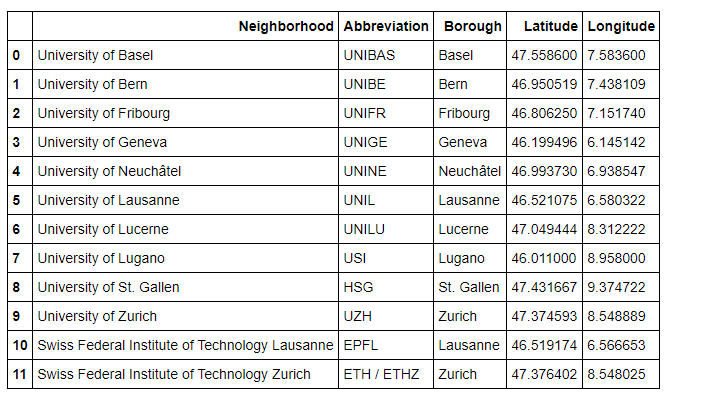 Neighborhood Abbreviation Borough Latitude Longitude
0 University of Basel UNIBAS Basel 47.558600 7.583600
1 University of Bern UNIBE Bern 46.950519 7.438109
2 University of Fribourg UNIFR Fribourg 46.806250 7.151740
3 University of Geneva UNIGE Geneva 46.199496 6.145142
4 University of Neuchâtel UNINE Neuchâtel 46.993730 6.938547
5 University of Lausanne UNIL Lausanne 46.521075 6.580322
6 University of Lucerne UNILU Lucerne 47.049444 8.312222
7 University of Lugano USI Lugano 46.011000 8.958000
8 University of St. Gallen HSG St. Gallen 47.431667 9.374722
9 University of Zurich UZH Zurich 47.374593 8.548889
10 Swiss Federal Institute of Technology Lausanne EPFL Lausanne 46.519174 6.566653
11 Swiss Federal Institute of Technology Zurich ETH / ETHZ Zurich 47.376402 8.548025